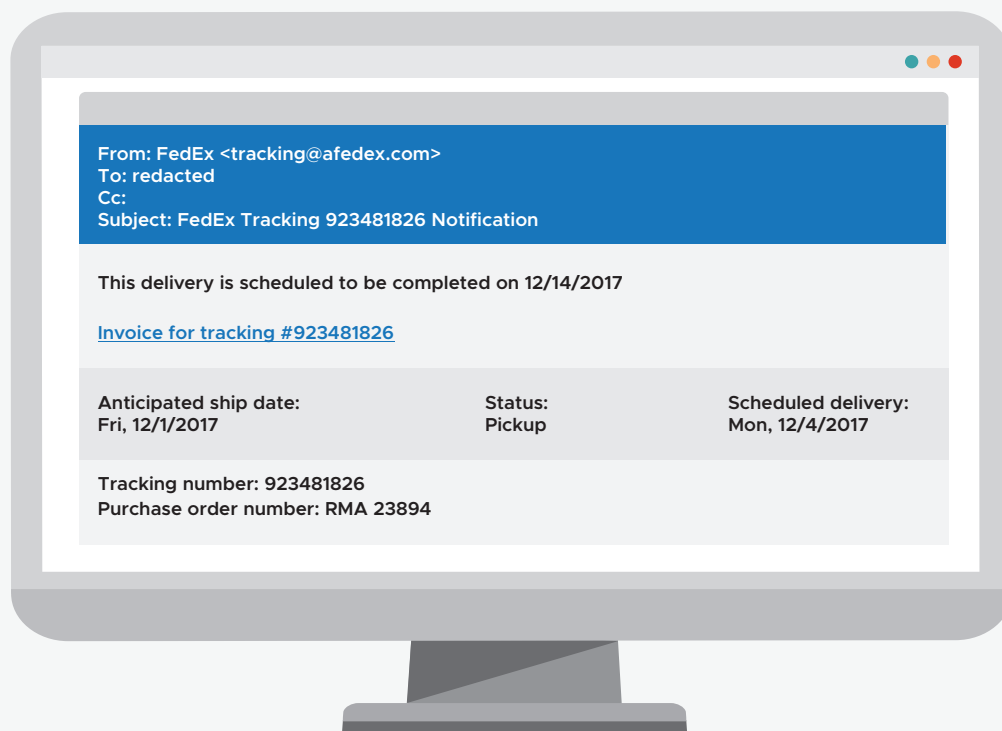 From: FedEx <tracking@afedex.com>
To: redacted
Cc:
Subject: FedEx Tracking 923481826 Notification
This delivery is scheduled to be completed on 12/14/2017
Invoice for tracking #923481826
Anticipated ship date:
Fri, 12/1/2017
Status:
Pickup
Scheduled delivery:
Mon, 12/4/2017
Tracking number: 923481826
Purchase order number: RMA 23894